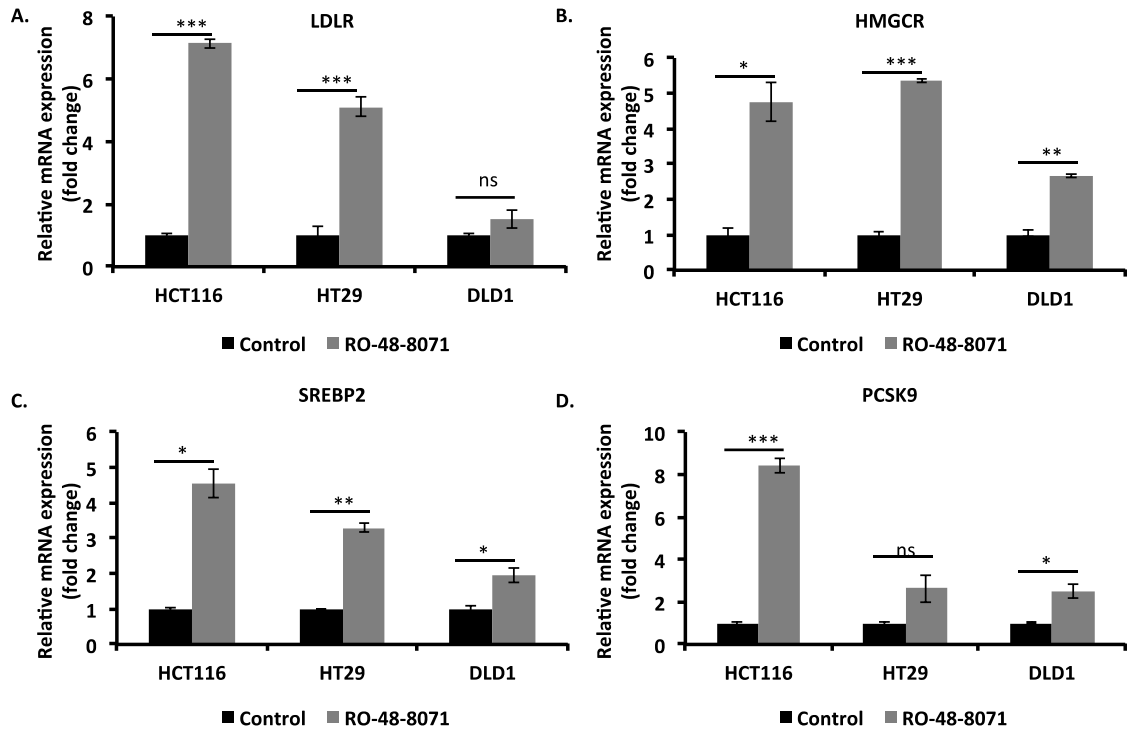 A.
LDLR
Relative mRNA expression
(fold change)
8
6
4
2
0
***
***
ns
HCT116 HT29 DLD1
Control RO-48-8071
B.
HMGCR
Relative mRNA expression
(fold change)
6
5
4
3
2
1
0
*
***
**
HCT116 HT29 DLD1
Control RO-48-8071
C.
SREBP2
Relative mRNA expression
(fold change)
6
5
4
3
2
1
0
*
**
*
HCT116 HT29 DLD1
Control RO-48-8071
D.
PCSK9
Relative mRNA expression
(fold change)
10
8
6
4
2
0
***
ns
*
HCT116 HT29 DLD1
Control RO-48-8071